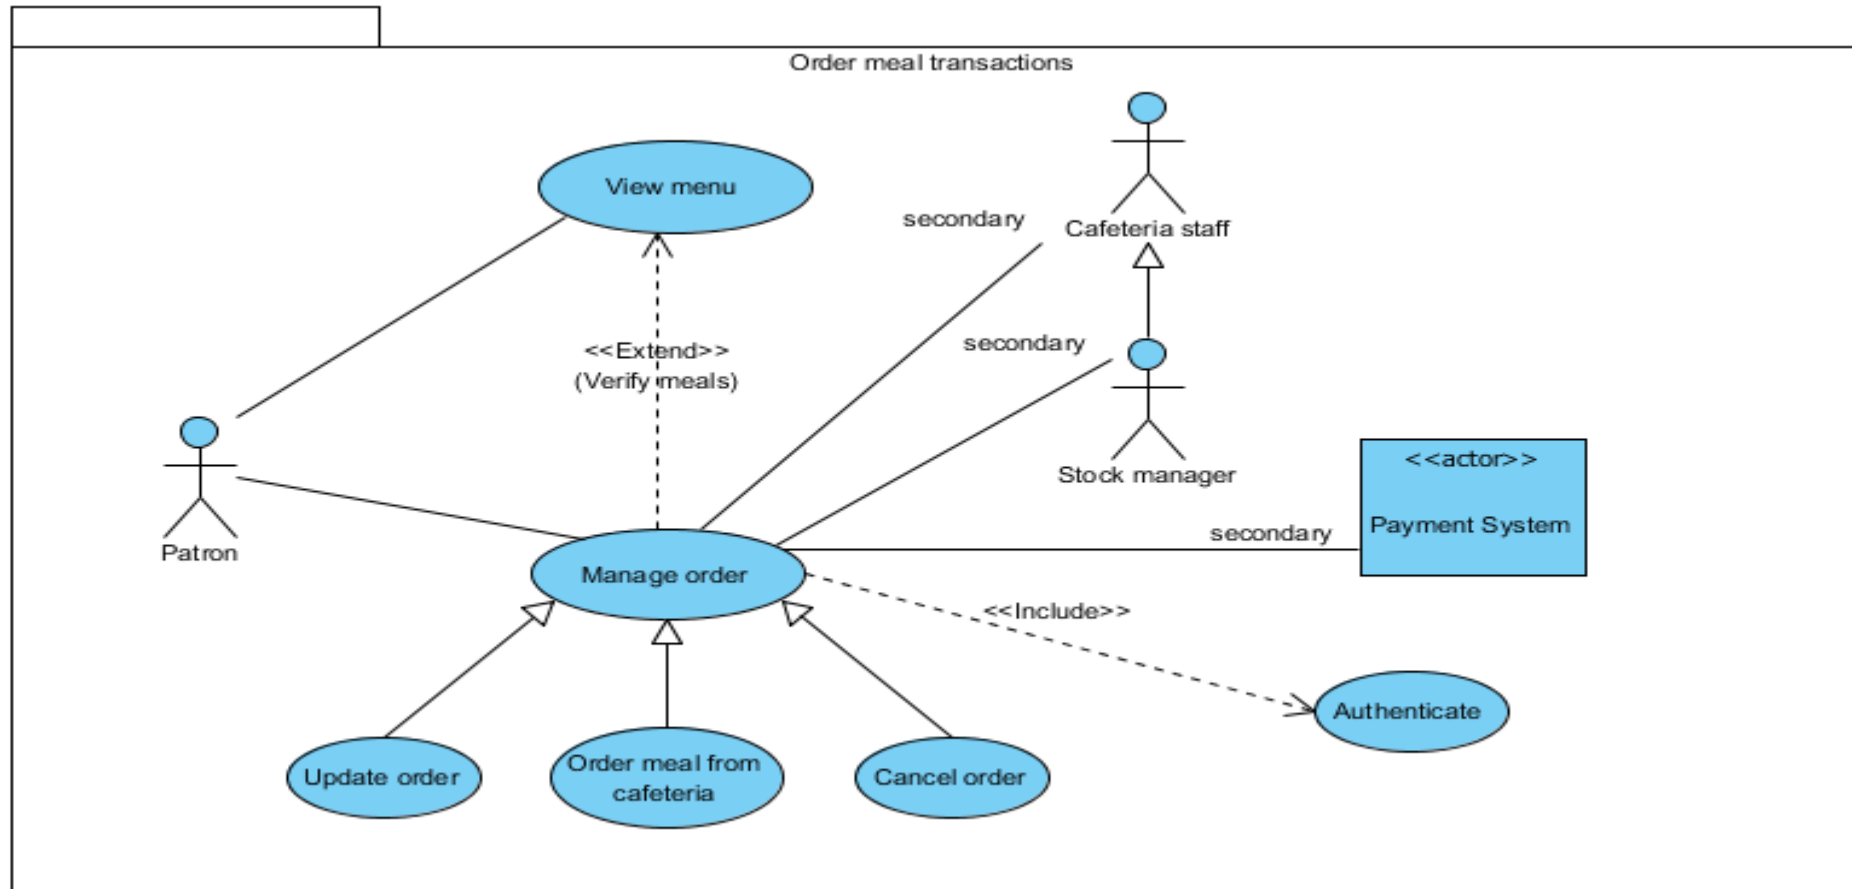 Order meal transactions
View menu
secondary
Cafeteria staff
<<Extend>>
(Verify meals)
secondary
Stock manager
<<actor>>
Payment System
secondary
Patron
Manage order
<<Include>>
Authenticate
Update order
Order meal from
cafeteria
Cancel order